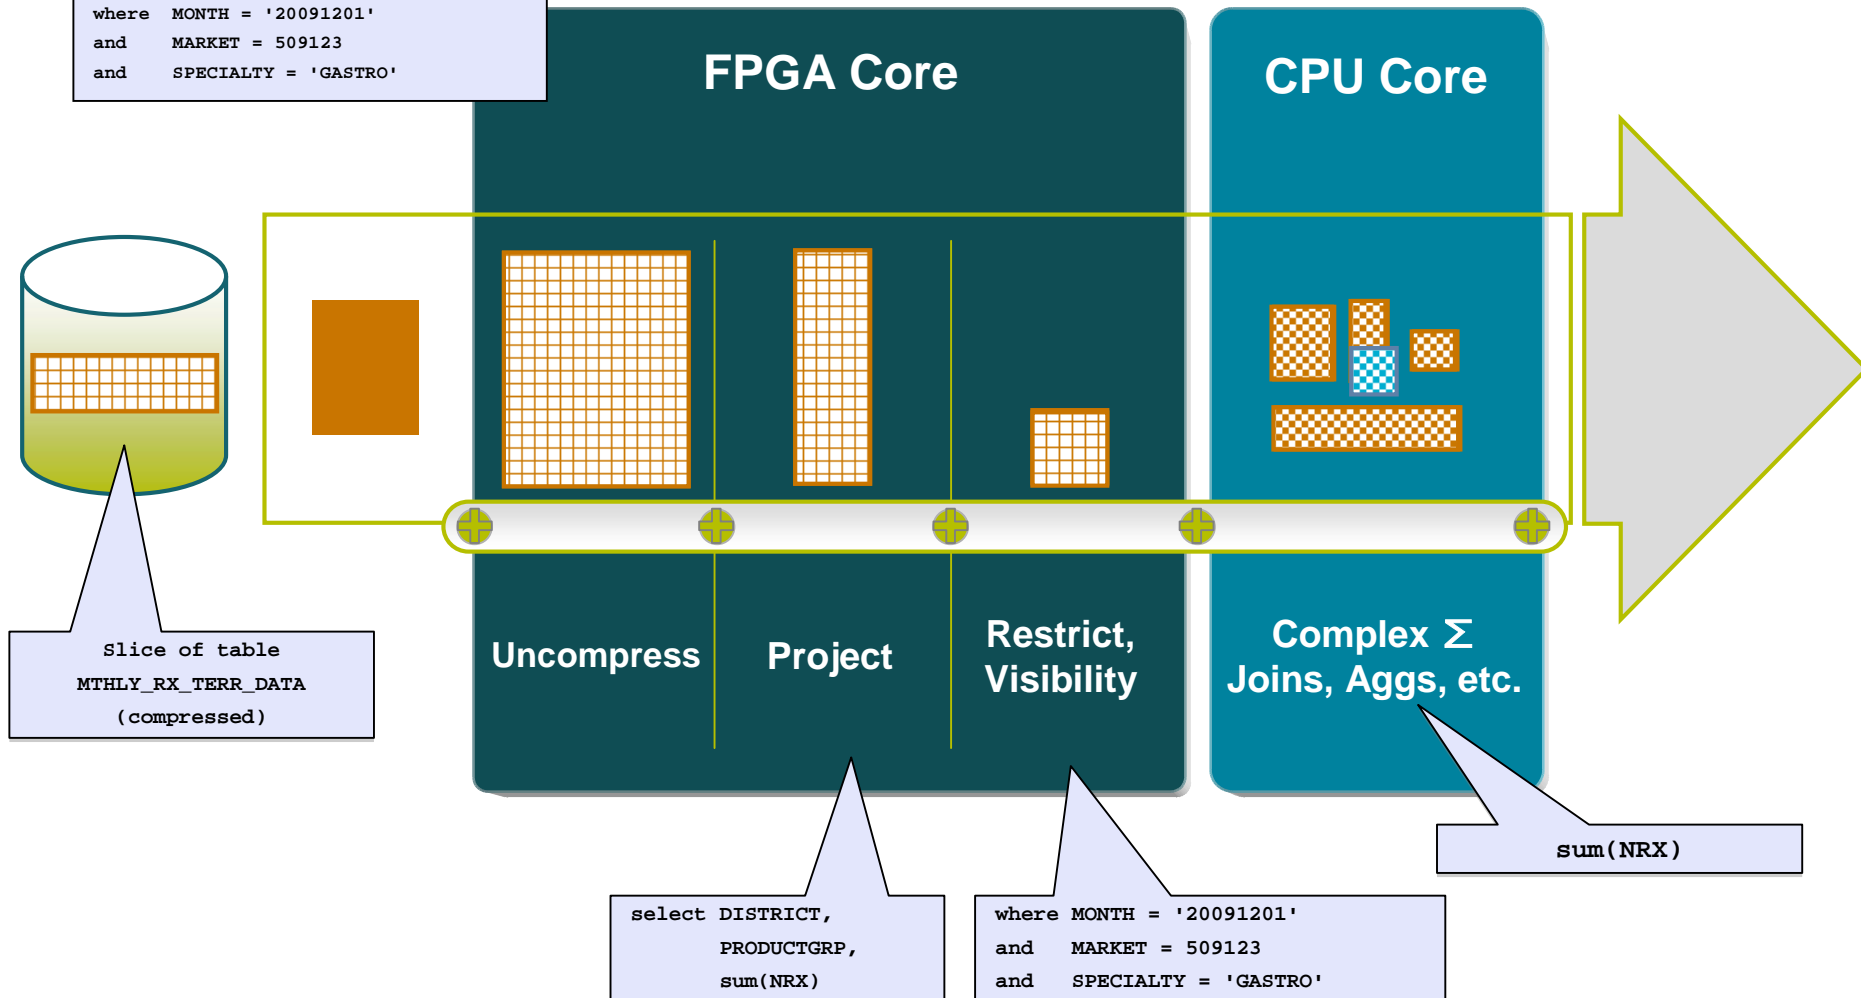 where  MONTH = '20091201'
and    MARKET = 509123
and    SPECIALTY = 'GASTRO'
FPGA Core
CPU Core
Slice of table
MTHLY_RX_TERR_DATA
(compressed)
Uncompress
Project
Restrict,
Visibility
Complex Σ
Joins, Aggs, etc.
sum(NRX)
select DISTRICT,
       PRODUCTGRP,
       sum(NRX)
where MONTH = '20091201'
and   MARKET = 509123
and   SPECIALTY = 'GASTRO'